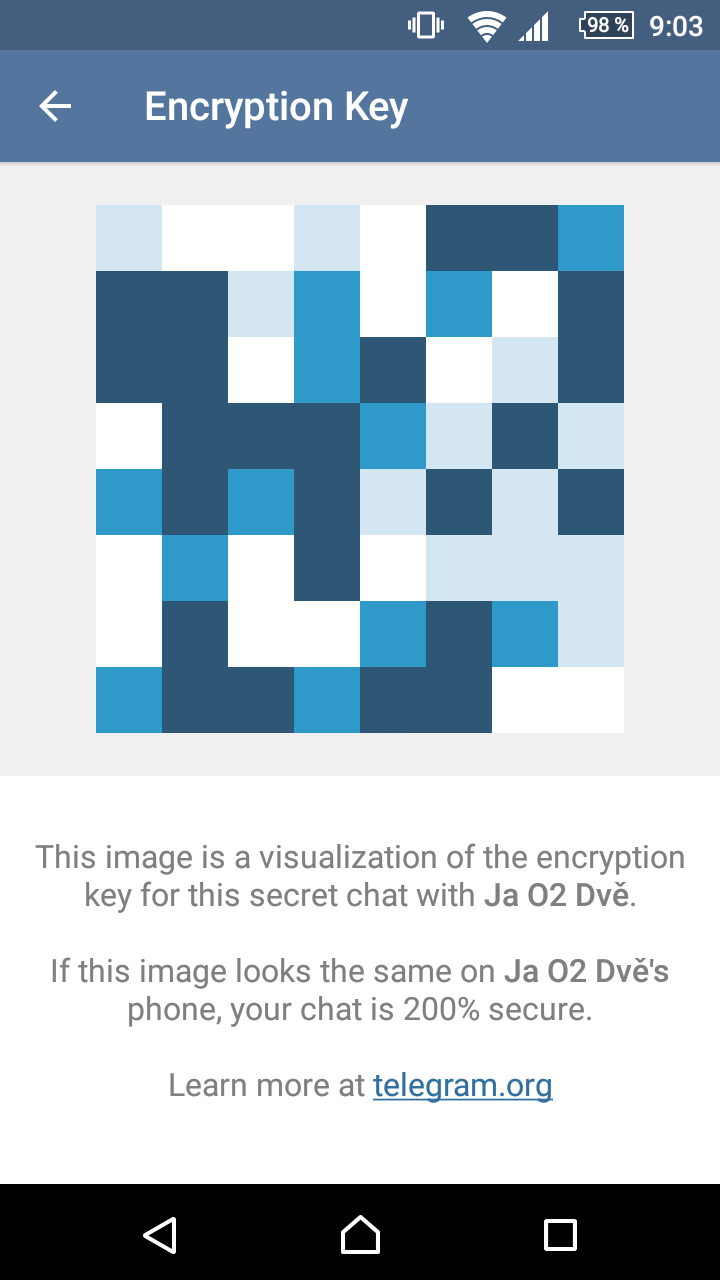 98 % 9:03
Encryption Key
This image is a visualization of the encryption
key for this secret chat with Ja O2 Dvě.
If this image looks the same on Ja O2 Dvě's
phone, your chat is 200% secure.
Learn more at telegram.org